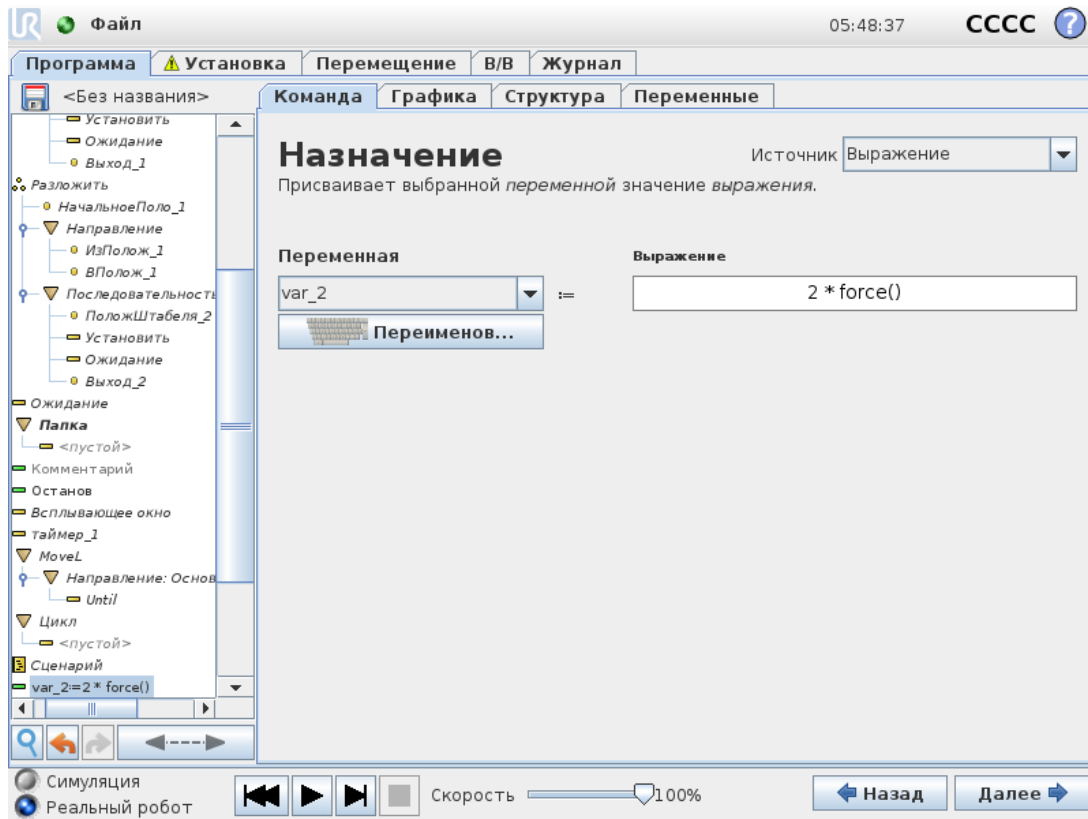 UR Файл 05:48:37 CCCC ?
Программа Установка Перемещение В/В Журнал
<Без названия> Команда Графика Структура Переменные
Установить
Ожидание
Выход_1
Разложить
НачальноеПоло_1
Направление
ИзПолож_1
ВПолож_1
Последовательность
ПоложШтабеля_2
Установить
Ожидание
Выход_2
Ожидание
Папка
<пустой>
Комментарий
Останов
Всплывающее окно
таймер_1
MoveL
Направление: Основ
Until
Цикл
<пустой>
Сценарий
var_2:=2 * force()
Назначение
Источник Выражение
Присваивает выбранной переменной значение выражения.
Переменная Выражение
var_2 := 2 * force()
Переименов...
Симуляция
Реальный робот
Скорость 100%
Назад Далее